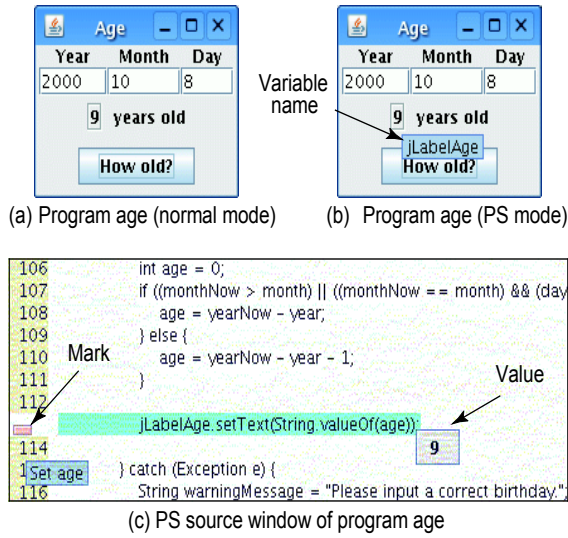 Age
Year Month Day
2000 10 8
9 years old
How old?
(a) Program age (normal mode)
Variable name
Age
Year Month Day
2000 10 8
9 years old
jLabelAge
How old?
(b) Program age (PS mode)
106 int age = 0;
107 if ((monthNow > month) || ((monthNow == month) && (day
108 age = yearNow - year;
109 } else {
110 age = yearNow - year - 1;
111 }
112
Mark
Value
jLabelAge.setText(String.valueOf(age));
9
114
Set age } catch (Exception e) {
116 String warningMessage = "Please input a correct birthday.";
(c) PS source window of program age